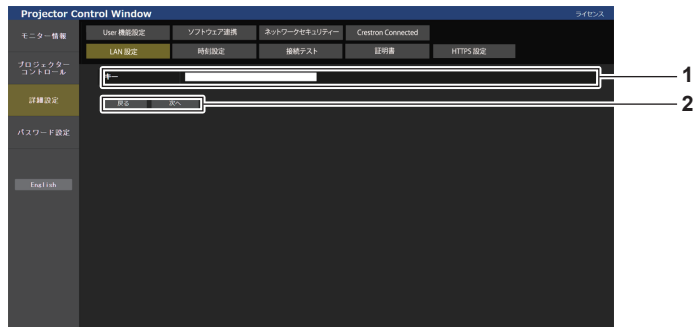 Projector Control Window
ライセンス
モニター情報
User 機能設定
ソフトウェア連携
ネットワークセキュリティー
Crestron Connected
LAN 設定
時刻設定
接続テスト
証明書
HTTPS 設定
プロジェクター
コントロール
キー
1
詳細設定
戻る
次へ
2
パスワード設定
English